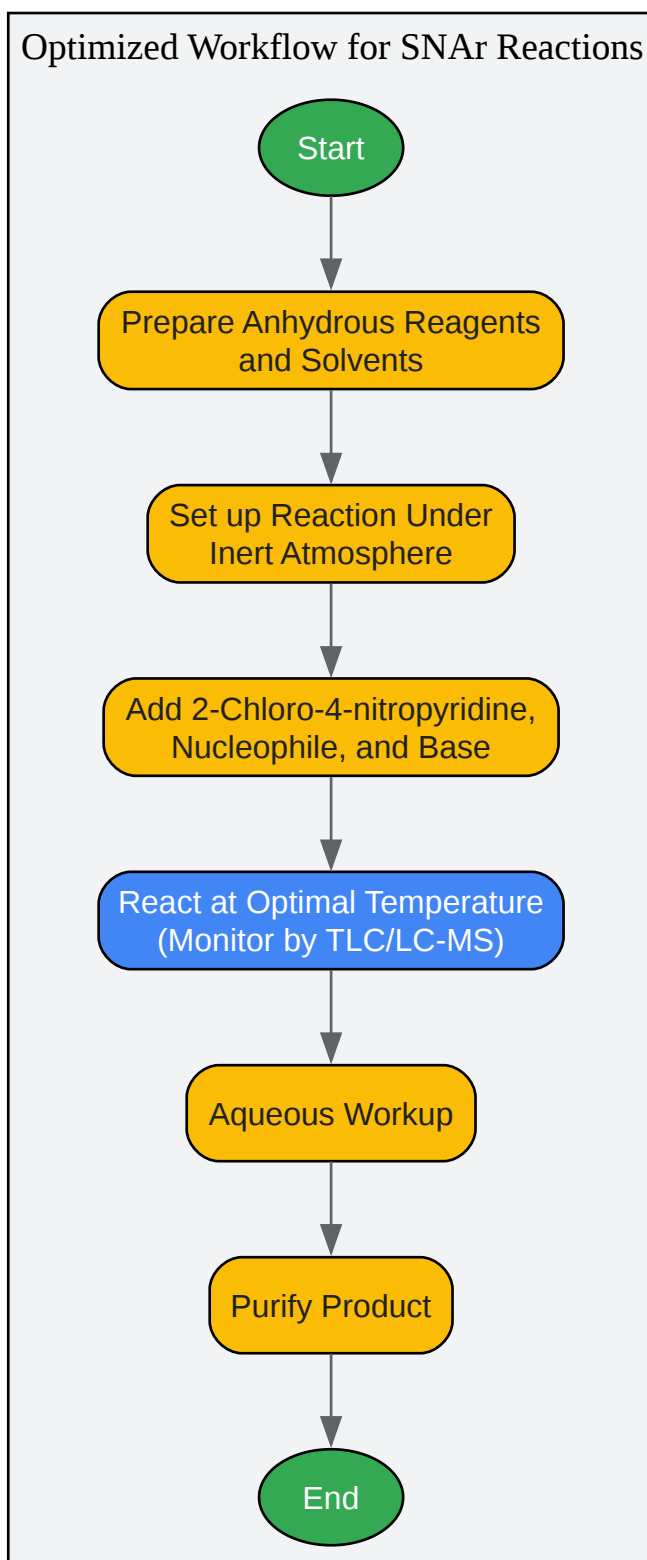 Optimized Workflow for SNAr Reactions
Start
Prepare Anhydrous Reagents
and Solvents
Set up Reaction Under
Inert Atmosphere
Add 2-Chloro-4-nitropyridine,
Nucleophile, and Base
React at Optimal Temperature
(Monitor by TLC/LC-MS)
Aqueous Workup
Purify Product
End